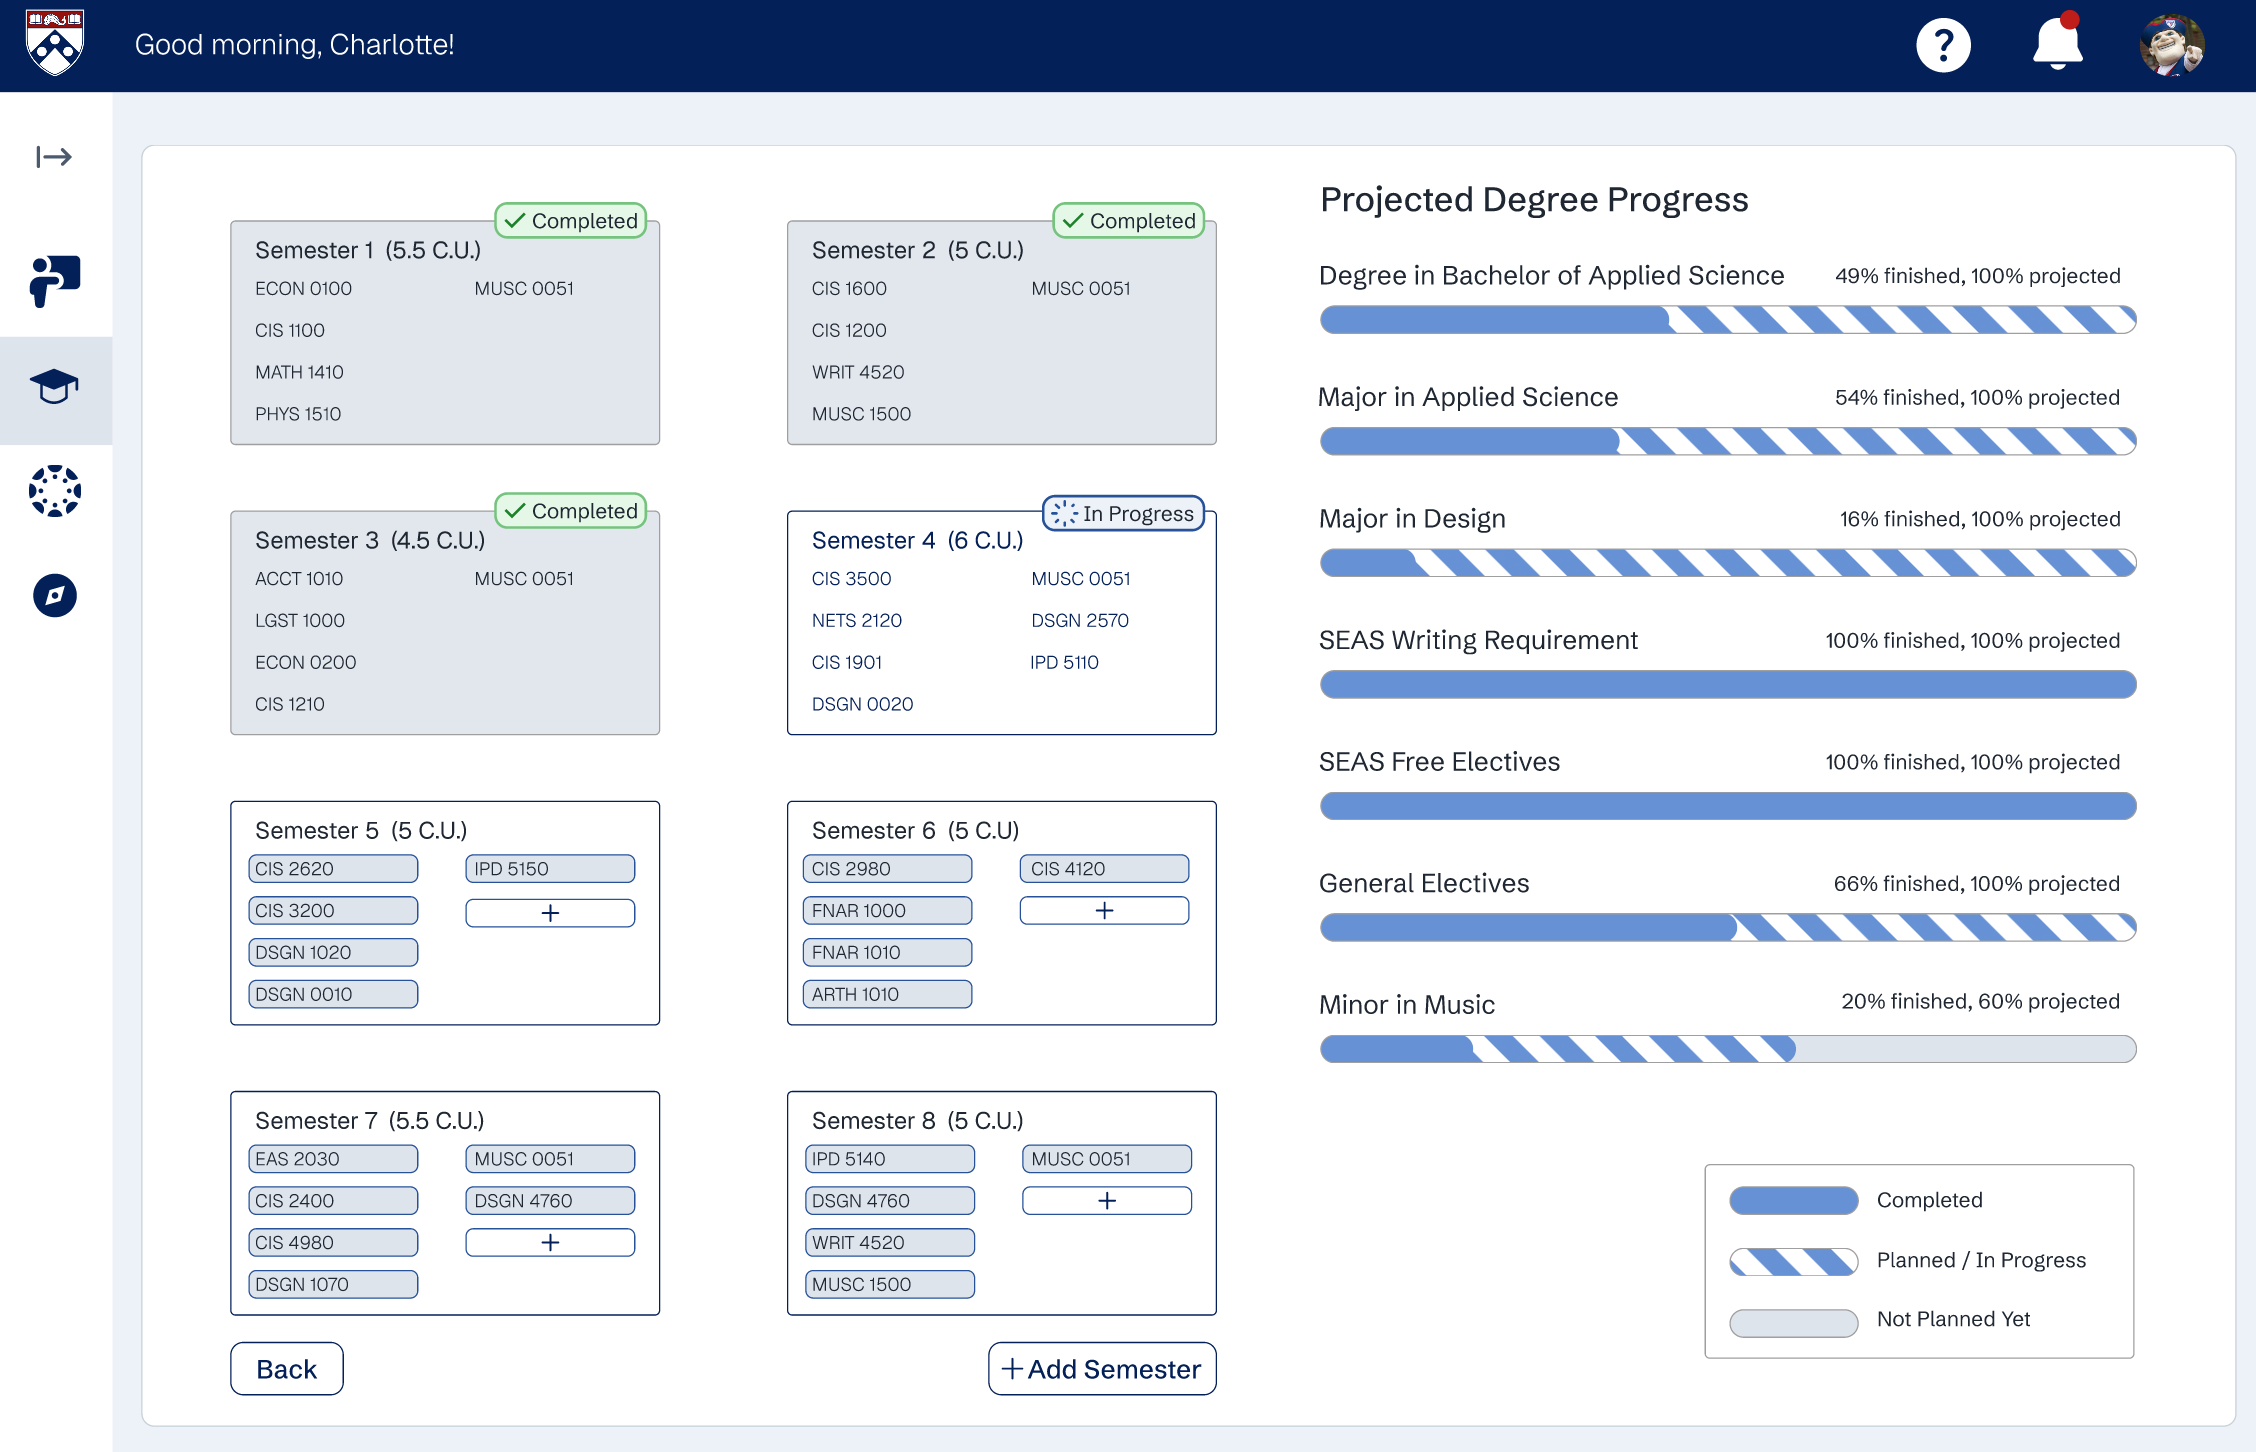 Good morning, Charlotte!
?
Completed
Semester 1 (5.5 C.U.)
ECON 0100 MUSC 0051
CIS 1100
MATH 1410
PHYS 1510
Completed
Semester 2 (5 C.U.)
CIS 1600 MUSC 0051
CIS 1200
WRIT 4520
MUSC 1500
Completed
Semester 3 (4.5 C.U.)
ACCT 1010 MUSC 0051
LGST 1000
ECON 0200
CIS 1210
In Progress
Semester 4 (6 C.U.)
CIS 3500 MUSC 0051
NETS 2120 DSGN 2570
CIS 1901 IPD 5110
DSGN 0020
Semester 5 (5 C.U.)
CIS 2620 IPD 5150
CIS 3200 +
DSGN 1020
DSGN 0010
Semester 6 (5 C.U)
CIS 2980 CIS 4120
FNAR 1000 +
FNAR 1010
ARTH 1010
Semester 7 (5.5 C.U.)
EAS 2030 MUSC 0051
CIS 2400 DSGN 4760
CIS 4980 +
DSGN 1070
Semester 8 (5 C.U.)
IPD 5140 MUSC 0051
DSGN 4760 +
WRIT 4520
MUSC 1500
Back
+ Add Semester
Projected Degree Progress
Degree in Bachelor of Applied Science 49% finished, 100% projected
Major in Applied Science 54% finished, 100% projected
Major in Design 16% finished, 100% projected
SEAS Writing Requirement 100% finished, 100% projected
SEAS Free Electives 100% finished, 100% projected
General Electives 66% finished, 100% projected
Minor in Music 20% finished, 60% projected
Completed
Planned / In Progress
Not Planned Yet